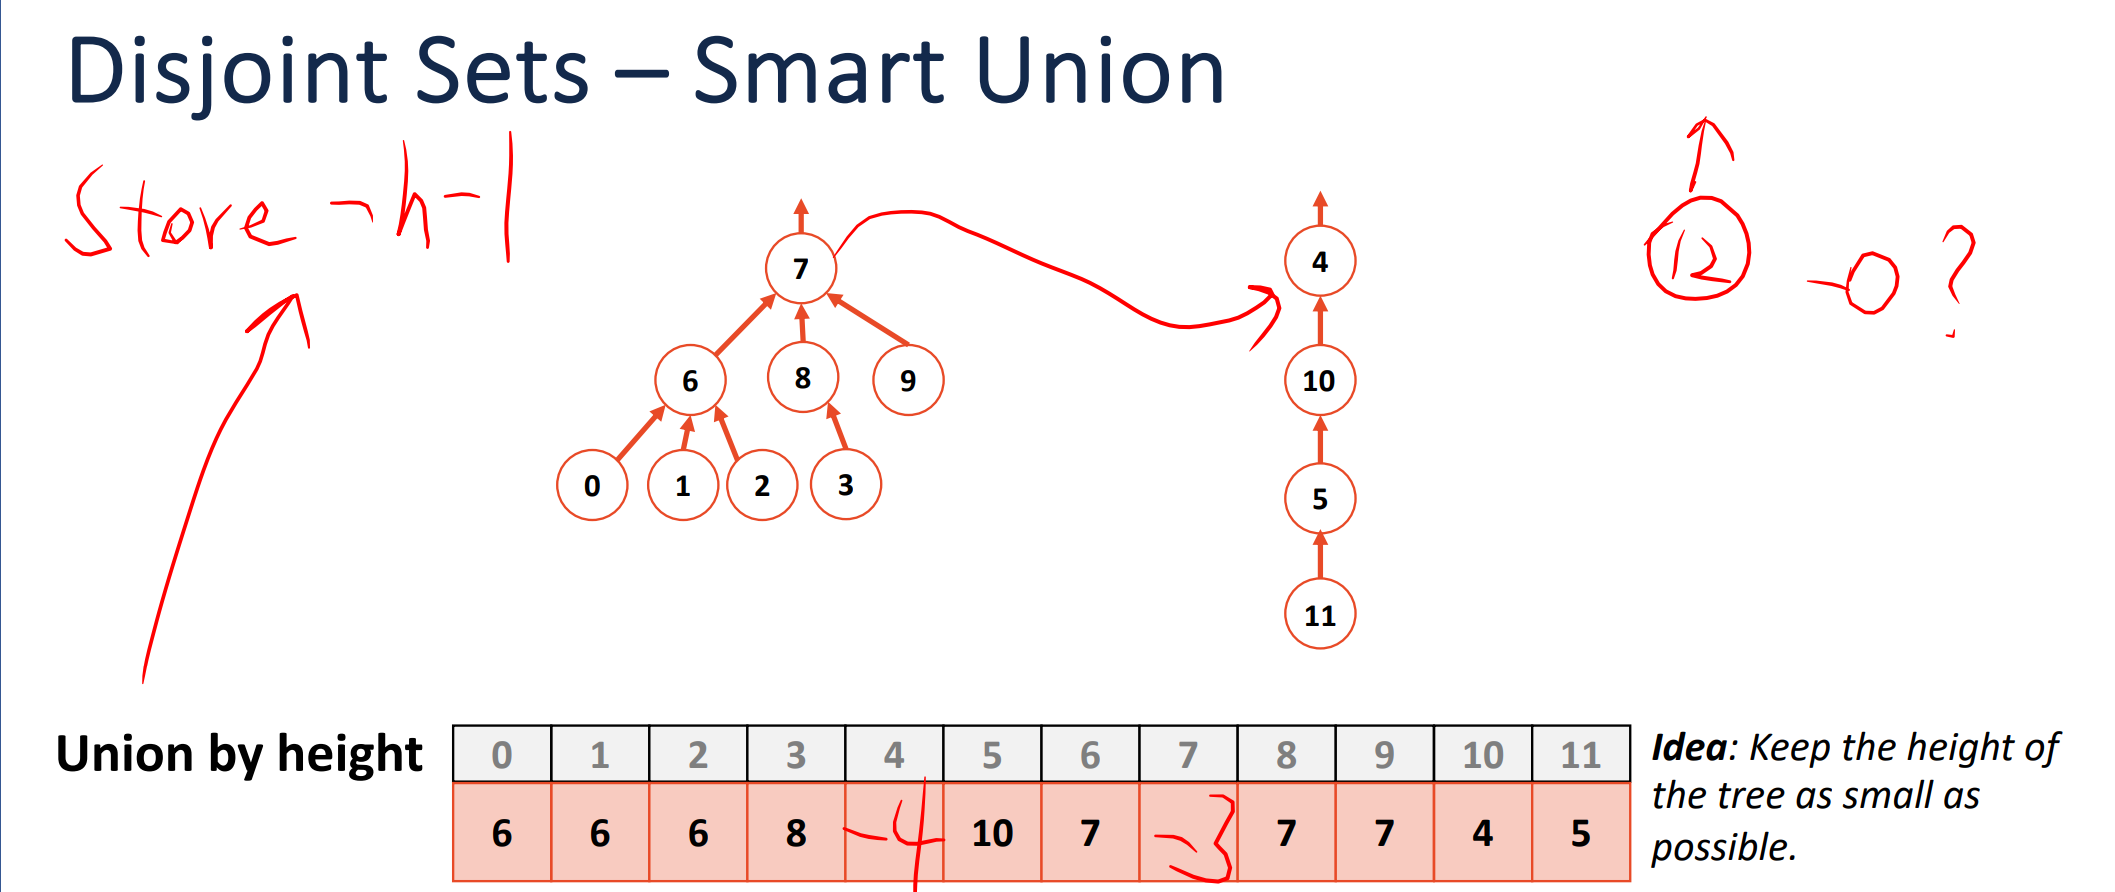 Disjoint Sets – Smart Union
Store -h-1
7
4
12
-0?
6 8 9
10
0 1 2 3
5
11
Union by height
0 1 2 3 4 5 6 7 8 9 10 11
6 6 6 8 -4 10 7 -3 7 7 4 5
Idea: Keep the height of
the tree as small as
possible.